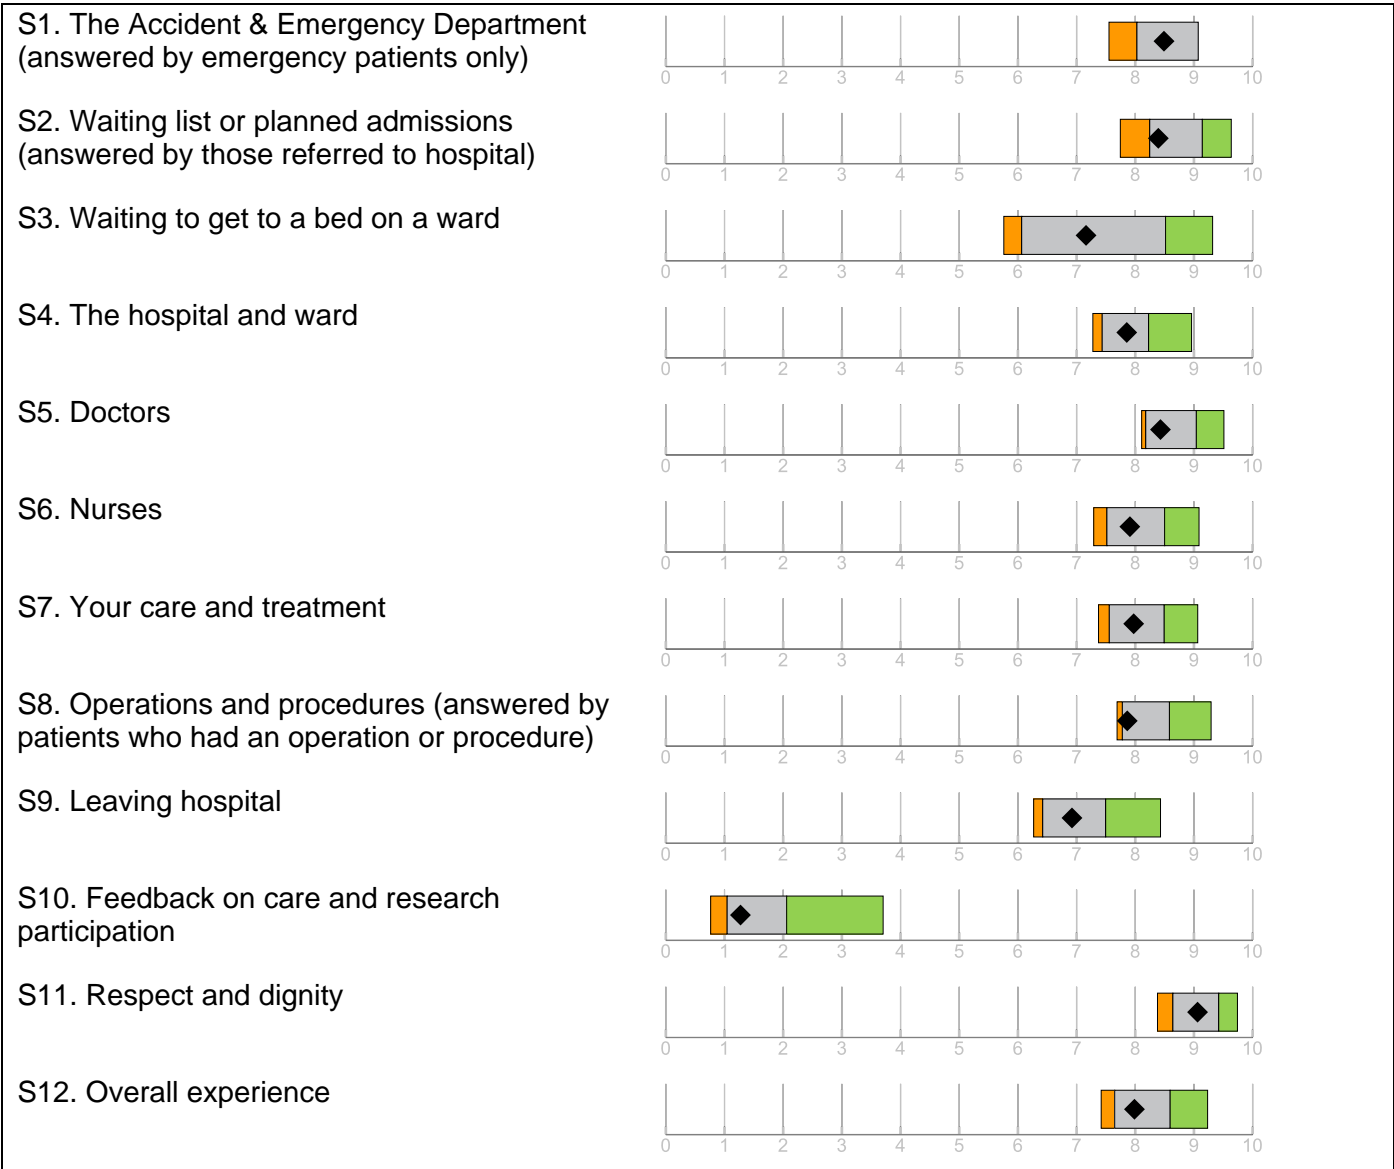 S1. The Accident & Emergency Department
(answered by emergency patients only)
0 1 2 3 4 5 6 7 8 9 10
S2. Waiting list or planned admissions
(answered by those referred to hospital)
0 1 2 3 4 5 6 7 8 9 10
S3. Waiting to get to a bed on a ward
0 1 2 3 4 5 6 7 8 9 10
S4. The hospital and ward
0 1 2 3 4 5 6 7 8 9 10
S5. Doctors
0 1 2 3 4 5 6 7 8 9 10
S6. Nurses
0 1 2 3 4 5 6 7 8 9 10
S7. Your care and treatment
0 1 2 3 4 5 6 7 8 9 10
S8. Operations and procedures (answered by
patients who had an operation or procedure)
0 1 2 3 4 5 6 7 8 9 10
S9. Leaving hospital
0 1 2 3 4 5 6 7 8 9 10
S10. Feedback on care and research
participation
0 1 2 3 4 5 6 7 8 9 10
S11. Respect and dignity
0 1 2 3 4 5 6 7 8 9 10
S12. Overall experience
0 1 2 3 4 5 6 7 8 9 10